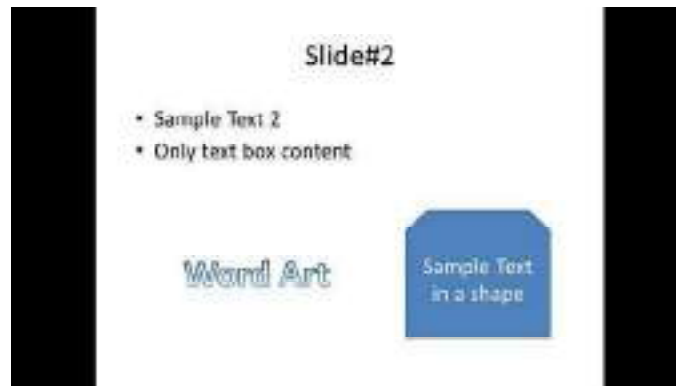 Slide#2
• Sample Text 2
• Only text box content
Word Art
Sample Text
in a shape